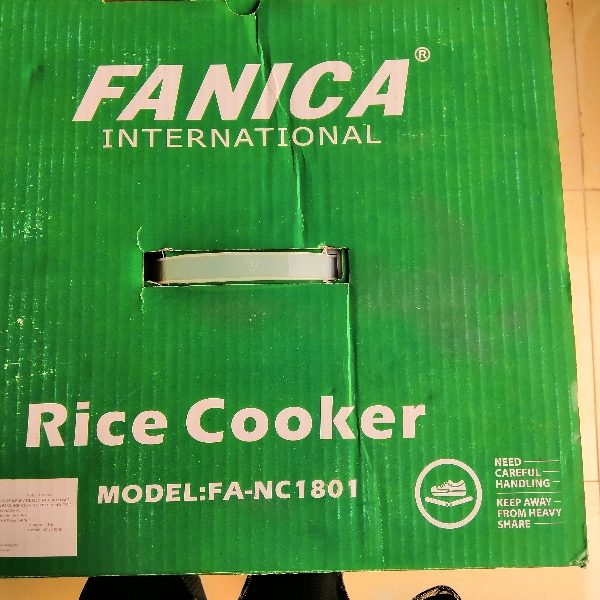 FANICA®
INTERNATIONAL
Rice Cooker
MODEL:FA-NC1801
NEED
CAREFUL
HANDLING
KEEP AWAY
FROM HEAVY
SHARE